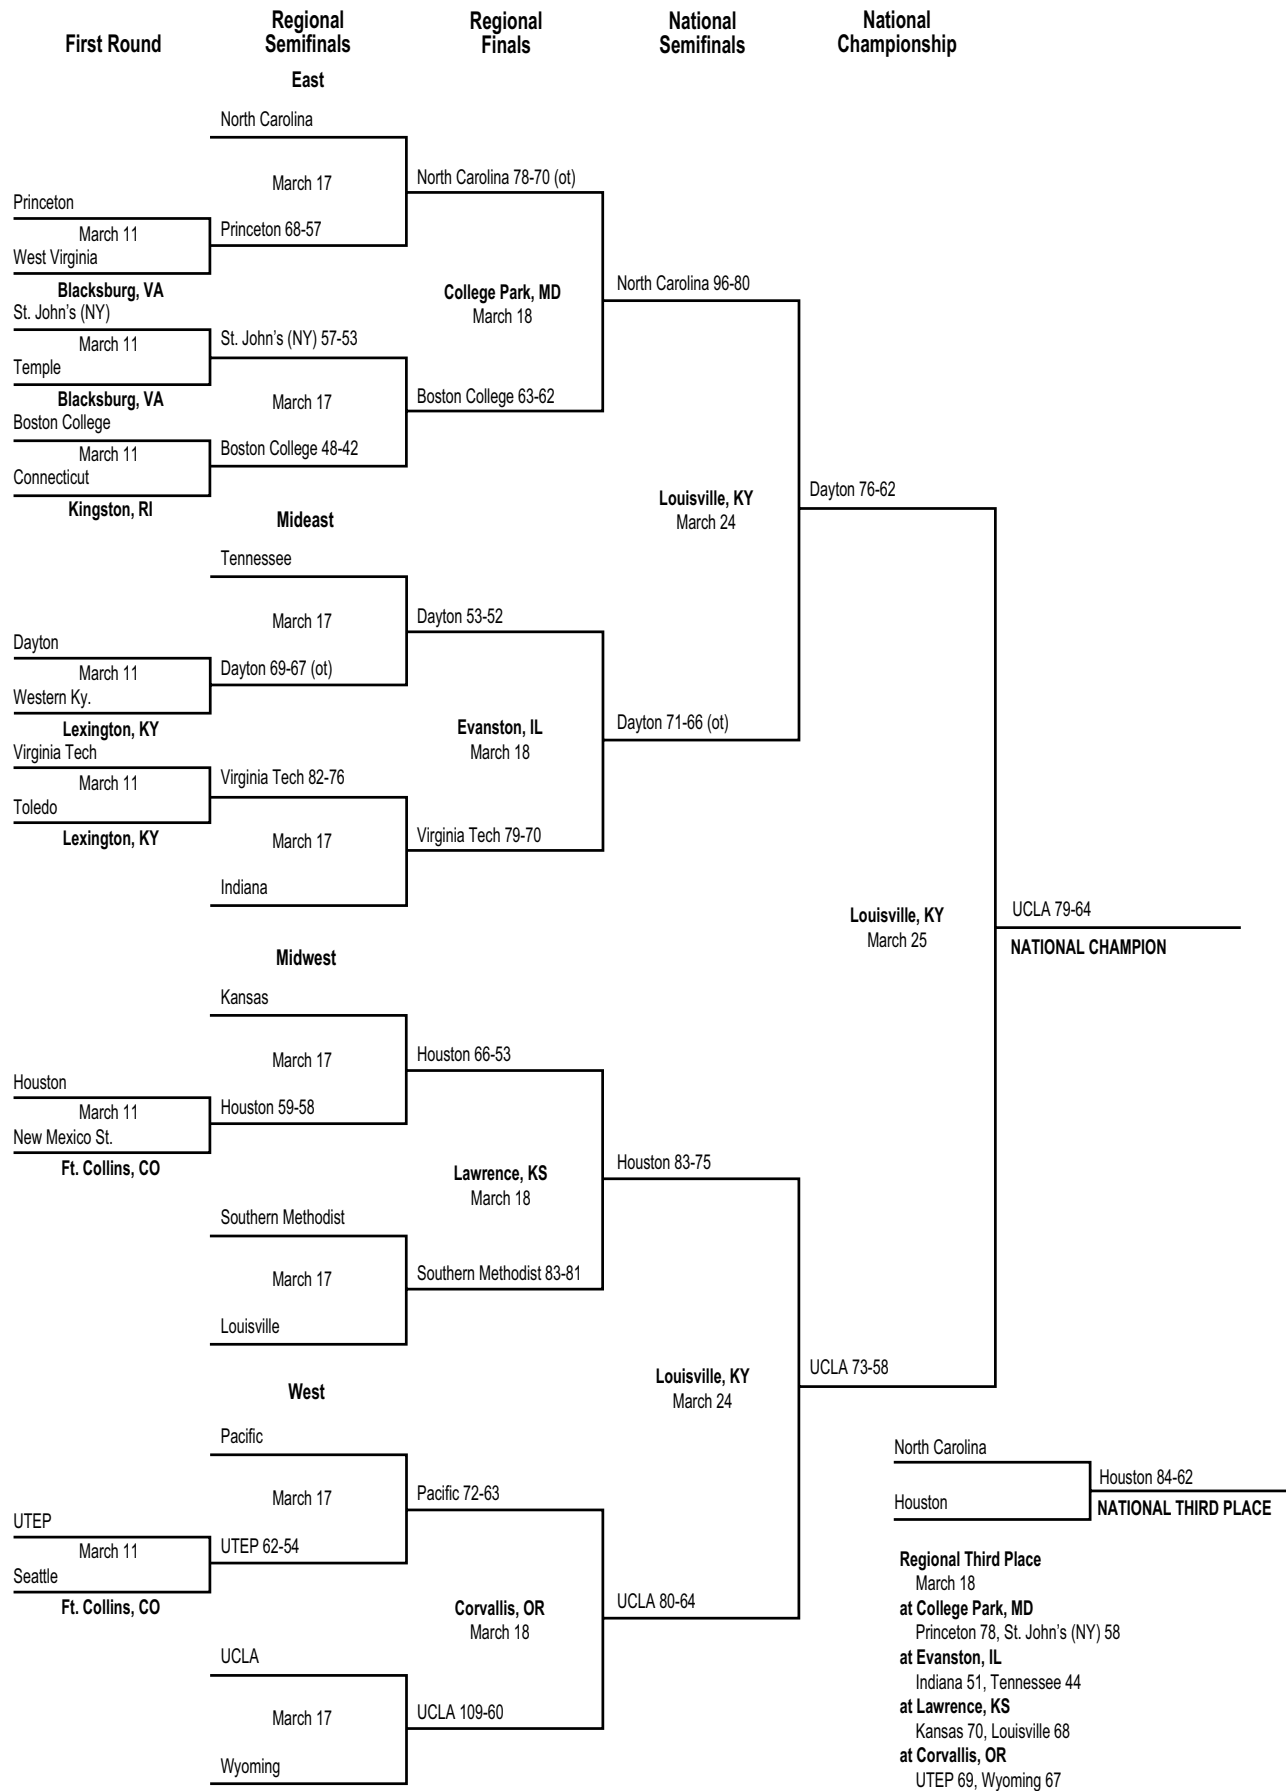 First Round
Regional
Semifinals
Regional
Finals
National
Semifinals
National
Championship
East
North Carolina
March 17
North Carolina 78-70 (ot)
Princeton
March 11
Princeton 68-57
West Virginia
Blacksburg, VA
College Park, MD
March 18
North Carolina 96-80
St. John's (NY)
March 11
St. John's (NY) 57-53
Temple
Blacksburg, VA
March 17
Boston College 63-62
Boston College
March 11
Boston College 48-42
Connecticut
Kingston, RI
Louisville, KY
March 24
Dayton 76-62
Mideast
Tennessee
March 17
Dayton 53-52
Dayton
March 11
Dayton 69-67 (ot)
Western Ky.
Lexington, KY
Evanston, IL
March 18
Dayton 71-66 (ot)
Virginia Tech
March 11
Virginia Tech 82-76
Toledo
Lexington, KY
March 17
Virginia Tech 79-70
Indiana
Louisville, KY
March 25
UCLA 79-64
NATIONAL CHAMPION
Midwest
Kansas
March 17
Houston 66-53
Houston
March 11
Houston 59-58
New Mexico St.
Ft. Collins, CO
Lawrence, KS
March 18
Houston 83-75
Southern Methodist
March 17
Southern Methodist 83-81
Louisville
Louisville, KY
March 24
UCLA 73-58
West
Pacific
March 17
Pacific 72-63
UTEP
March 11
UTEP 62-54
Seattle
Ft. Collins, CO
Corvallis, OR
March 18
UCLA 80-64
UCLA
March 17
UCLA 109-60
Wyoming
North Carolina
Houston 84-62
Houston
NATIONAL THIRD PLACE
Regional Third Place
March 18
at College Park, MD
Princeton 78, St. John's (NY) 58
at Evanston, IL
Indiana 51, Tennessee 44
at Lawrence, KS
Kansas 70, Louisville 68
at Corvallis, OR
UTEP 69, Wyoming 67